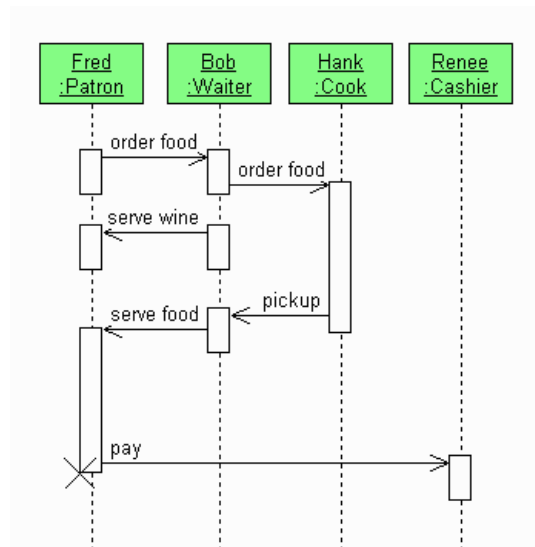 Fred
:Patron
Bob
:Waiter
Hank
:Cook
Renee
:Cashier
order food
order food
serve wine
pickup
serve food
pay